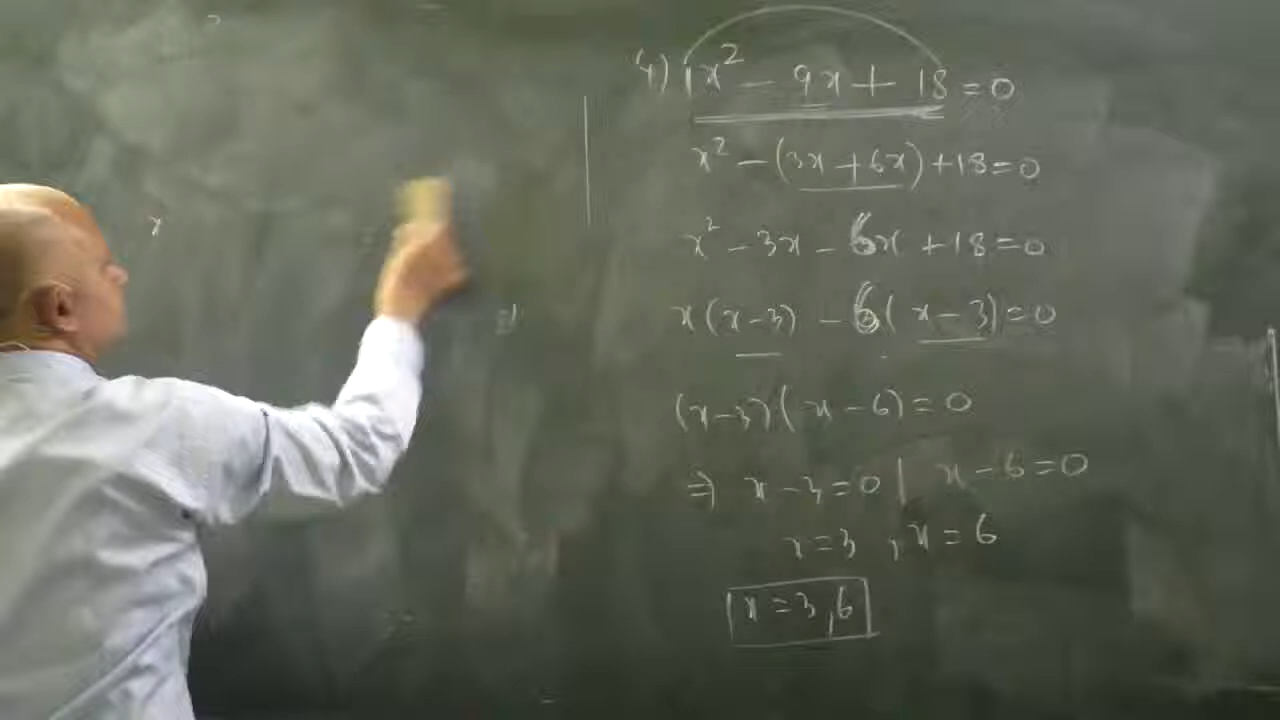 4) 1x² - 9x + 18 = 0
x² - (3x + 6x) + 18 = 0
x² - 3x - 6x + 18 = 0
x(x-3) - 6(x-3) = 0
(x-3)(x-6) = 0
⇒ x-3=0 | x-6=0
x=3, x=6
x=3,6